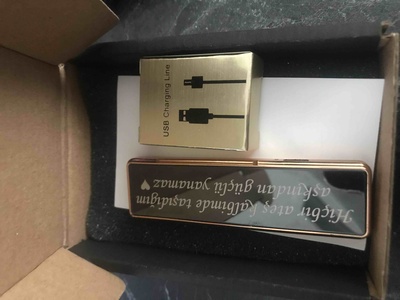 USB Charging Line
Hiçbir ateş kalbimde taşıdığım
aşkından güçlü yanamaz